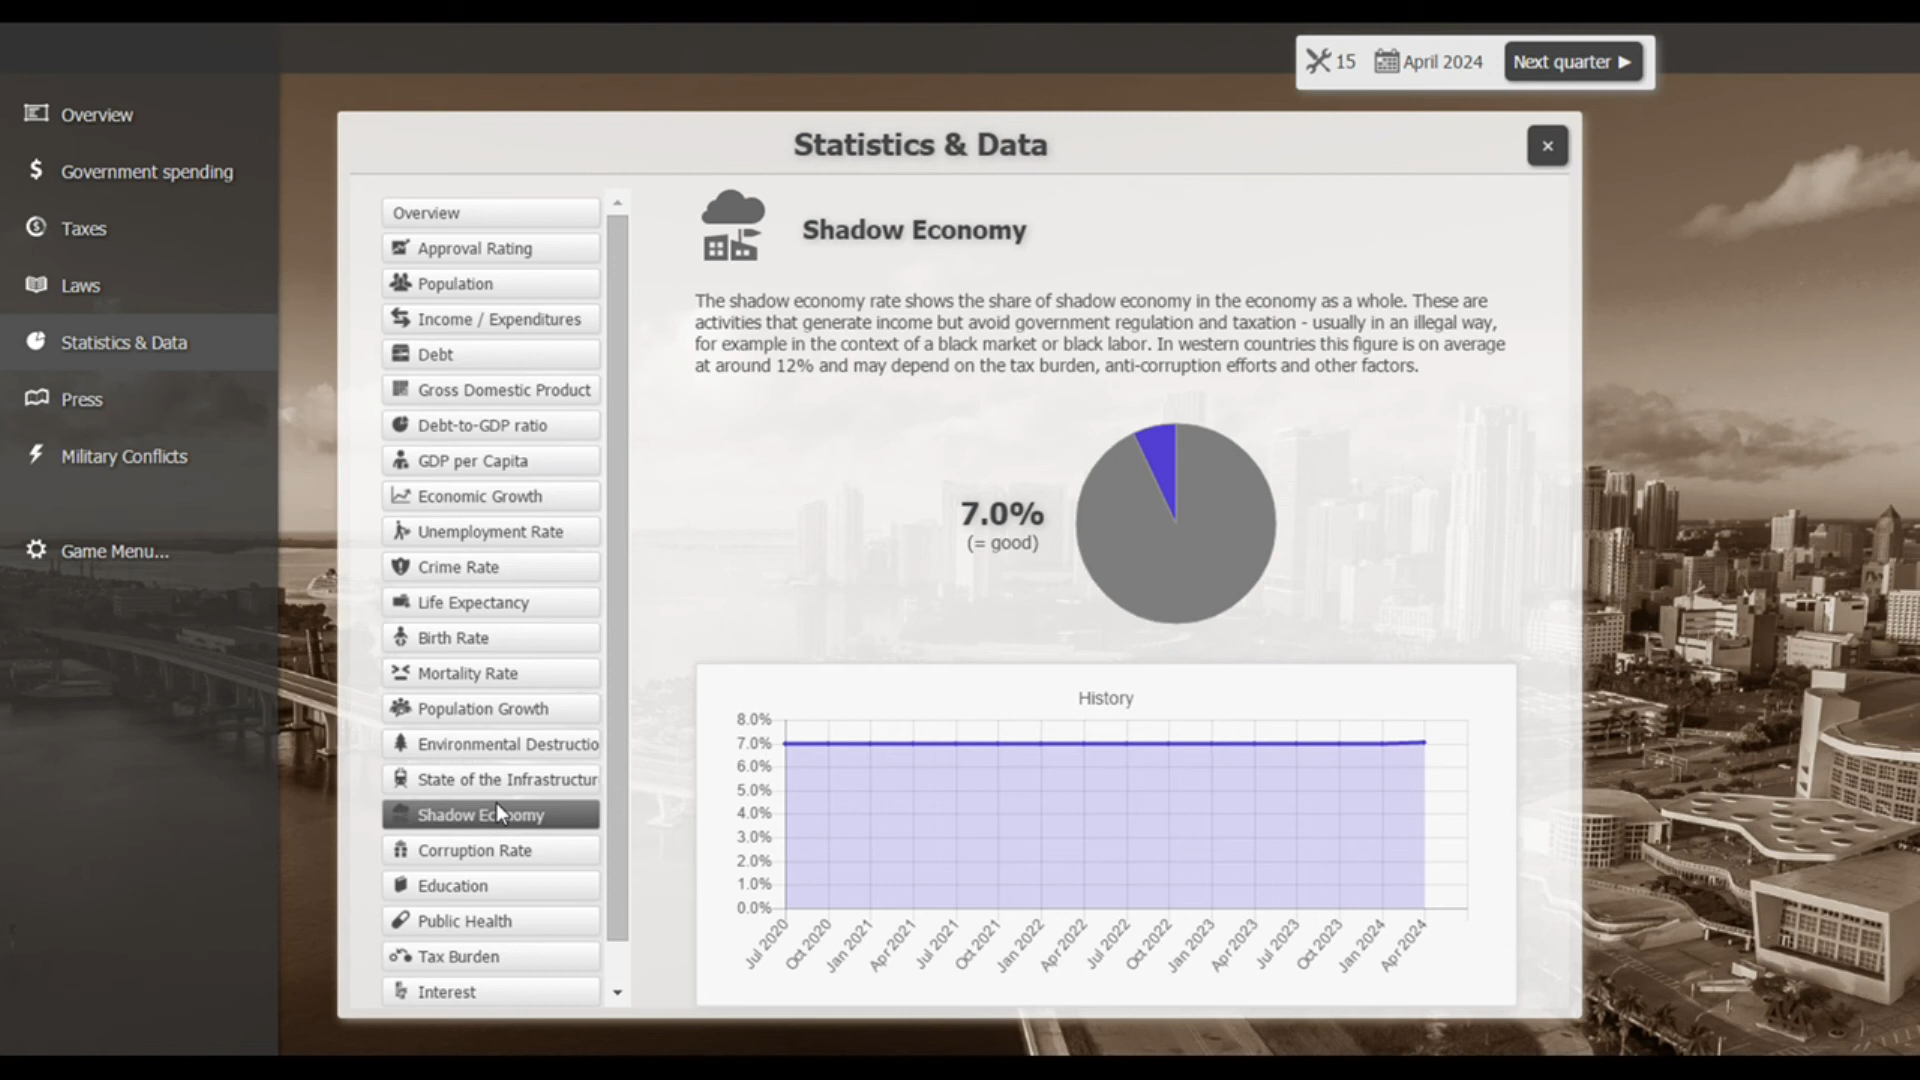 15
April 2024
Next quarter ▶
Overview
Government spending
Taxes
Laws
Statistics & Data
Press
Military Conflicts
Game Menu...
Statistics & Data
×
Overview
Approval Rating
Population
Income / Expenditures
Debt
Gross Domestic Product
Debt-to-GDP ratio
GDP per Capita
Economic Growth
Unemployment Rate
Crime Rate
Life Expectancy
Birth Rate
Mortality Rate
Population Growth
Environmental Destructio
State of the Infrastructur
Shadow Economy
Corruption Rate
Education
Public Health
Tax Burden
Interest
Shadow Economy
The shadow economy rate shows the share of shadow economy in the economy as a whole. These are
activities that generate income but avoid government regulation and taxation - usually in an illegal way,
for example in the context of a black market or black labor. In western countries this figure is on average
at around 12% and may depend on the tax burden, anti-corruption efforts and other factors.
7.0%
(= good)
History
8.0%
7.0%
6.0%
5.0%
4.0%
3.0%
2.0%
1.0%
0.0%
Jul 2020
Oct 2020
Jan 2021
Apr 2021
Jul 2021
Oct 2021
Jan 2022
Apr 2022
Jul 2022
Oct 2022
Jan 2023
Apr 2023
Jul 2023
Oct 2023
Jan 2024
Apr 2024